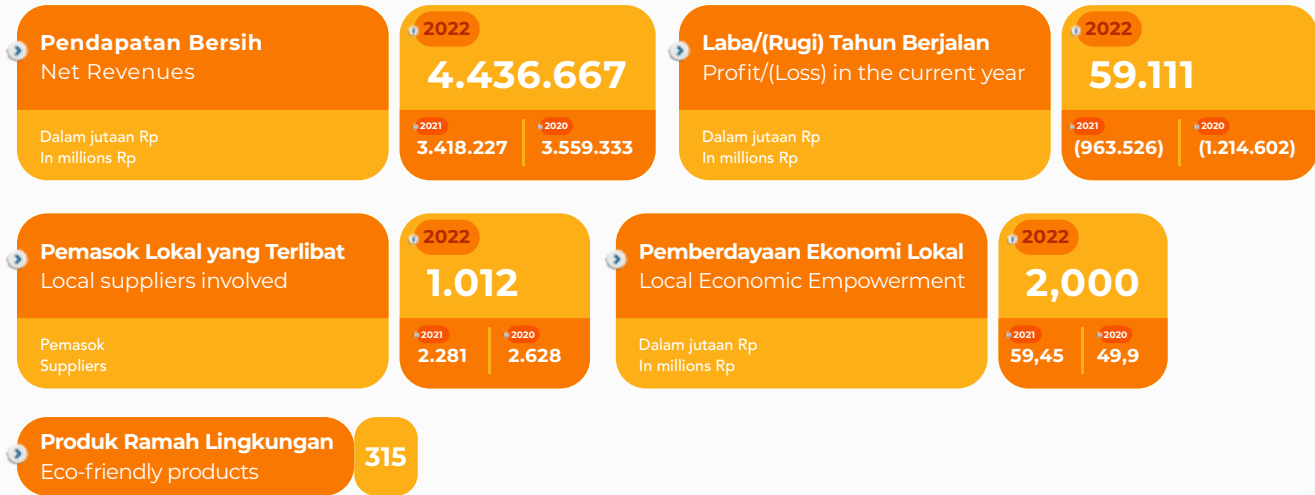 Pendapatan Bersih
Net Revenues
Dalam jutaan Rp
In millions Rp
2022
4.436.667
2021
3.418.227
2020
3.559.333
Laba/(Rugi) Tahun Berjalan
Profit/(Loss) in the current year
Dalam jutaan Rp
In millions Rp
2022
59.111
2021
(963.526)
2020
(1.214.602)
Pemasok Lokal yang Terlibat
Local suppliers involved
Pemasok
Suppliers
2022
1.012
2021
2.281
2020
2.628
Pemberdayaan Ekonomi Lokal
Local Economic Empowerment
Dalam jutaan Rp
In millions Rp
2022
2,000
2021
59,45
2020
49,9
Produk Ramah Lingkungan
Eco-friendly products
315